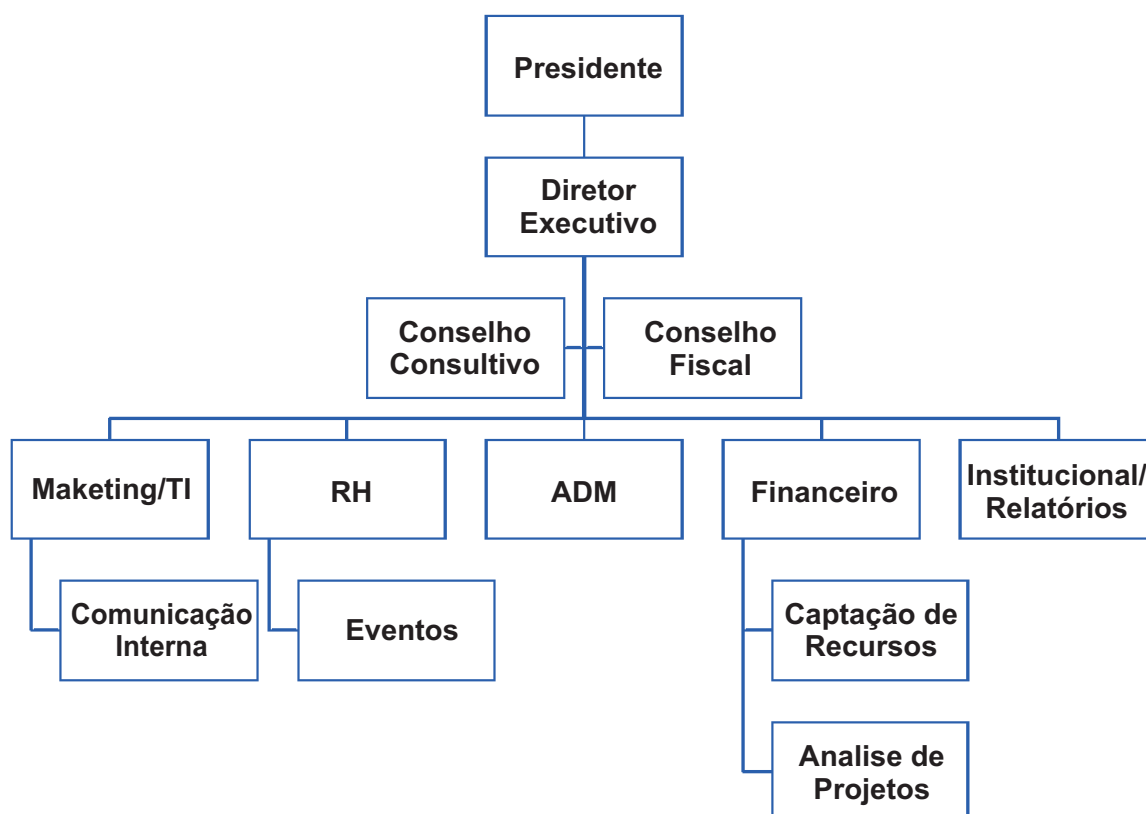 Presidente
Diretor
Executivo
Conselho
Consultivo
Conselho
Fiscal
Maketing/TI
RH
ADM
Financeiro
Institucional/
Relatórios
Comunicação
Interna
Eventos
Captação de
Recursos
Analise de
Projetos